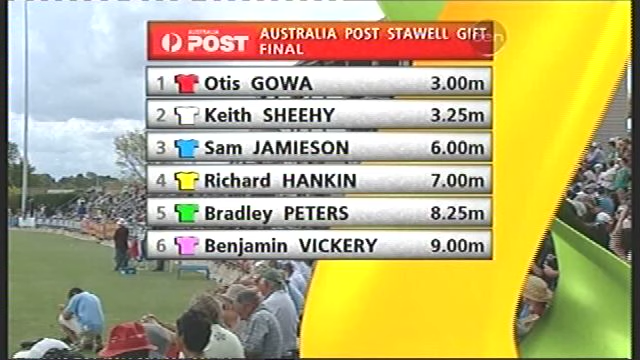 AUSTRALIA
POST
AUSTRALIA POST STAWELL GIFT
FINAL
1 Otis GOWA 3.00m
2 Keith SHEEHY 3.25m
3 Sam JAMIESON 6.00m
4 Richard HANKIN 7.00m
5 Bradley PETERS 8.25m
6 Benjamin VICKERY 9.00m